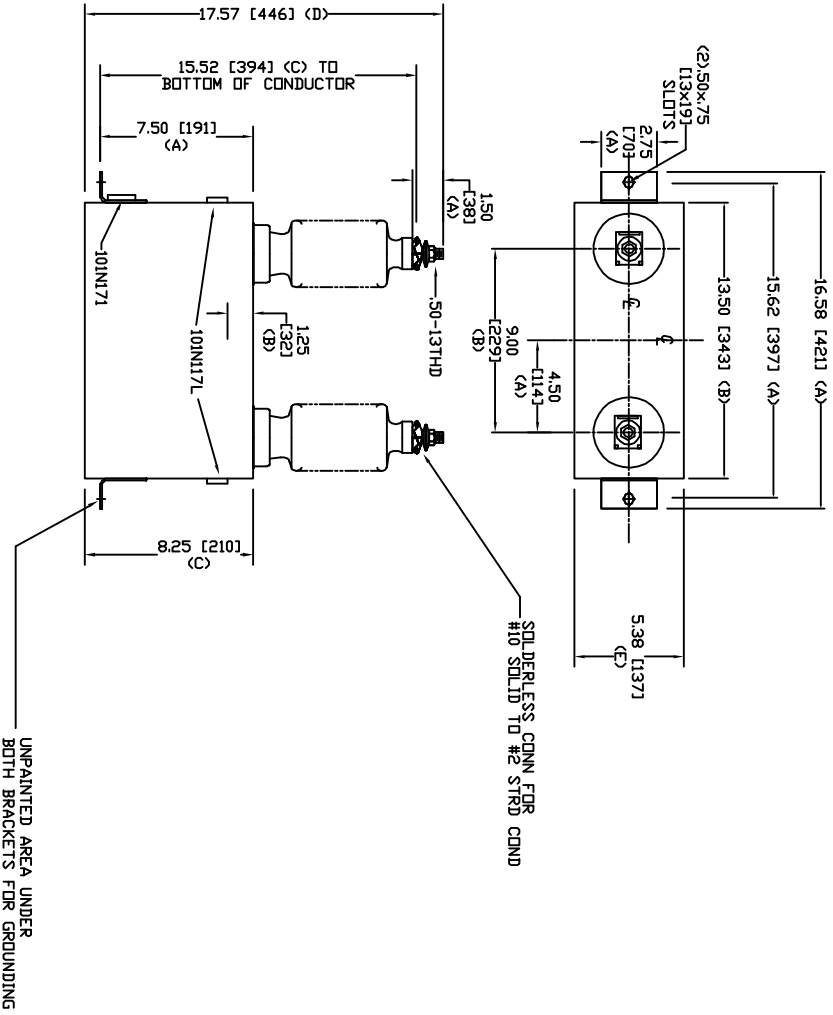 17.57 [446] (D)
15.52 [394] (C) TO
BOTTOM OF CONDUCTOR
7.50 [191]
(A)
(2).50x.75
[13x19]
SLOTS
2.75
[70]
(A)
1.50
[38]
(A)
.50-13THD
101N171
101N117L
1.25
[32]
(B)
8.25 [210]
(C)
16.58 [421] (A)
15.62 [397] (A)
13.50 [343] (B)
9.00
[229]
(B)
4.50
[114]
(A)
CL
CL
5.38 [137]
(E)
SOLDERLESS CONN FOR
#10 SOLID TO #2 STRD COND
UNPAINTED AREA UNDER
BOTH BRACKETS FOR GROUNDING